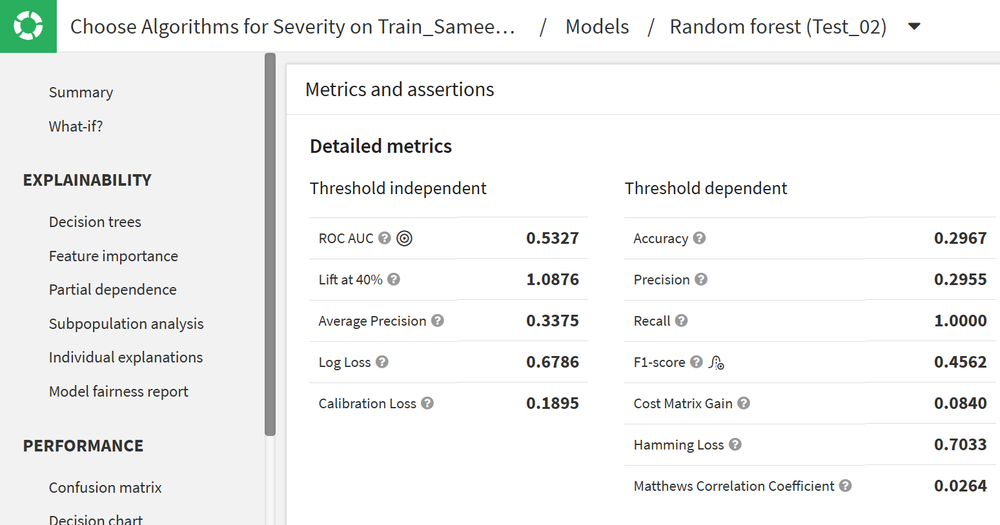 Choose Algorithms for Severity on Train_Samee... / Models / Random forest (Test_02)
Summary
What-if?
EXPLAINABILITY
Decision trees
Feature importance
Partial dependence
Subpopulation analysis
Individual explanations
Model fairness report
PERFORMANCE
Confusion matrix
Decision chart
Metrics and assertions
Detailed metrics
Threshold independent
ROC AUC ? 0.5327
Lift at 40% ? 1.0876
Average Precision ? 0.3375
Log Loss ? 0.6786
Calibration Loss ? 0.1895
Threshold dependent
Accuracy ? 0.2967
Precision ? 0.2955
Recall ? 1.0000
F1-score ? 0.4562
Cost Matrix Gain ? 0.0840
Hamming Loss ? 0.7033
Matthews Correlation Coefficient ? 0.0264